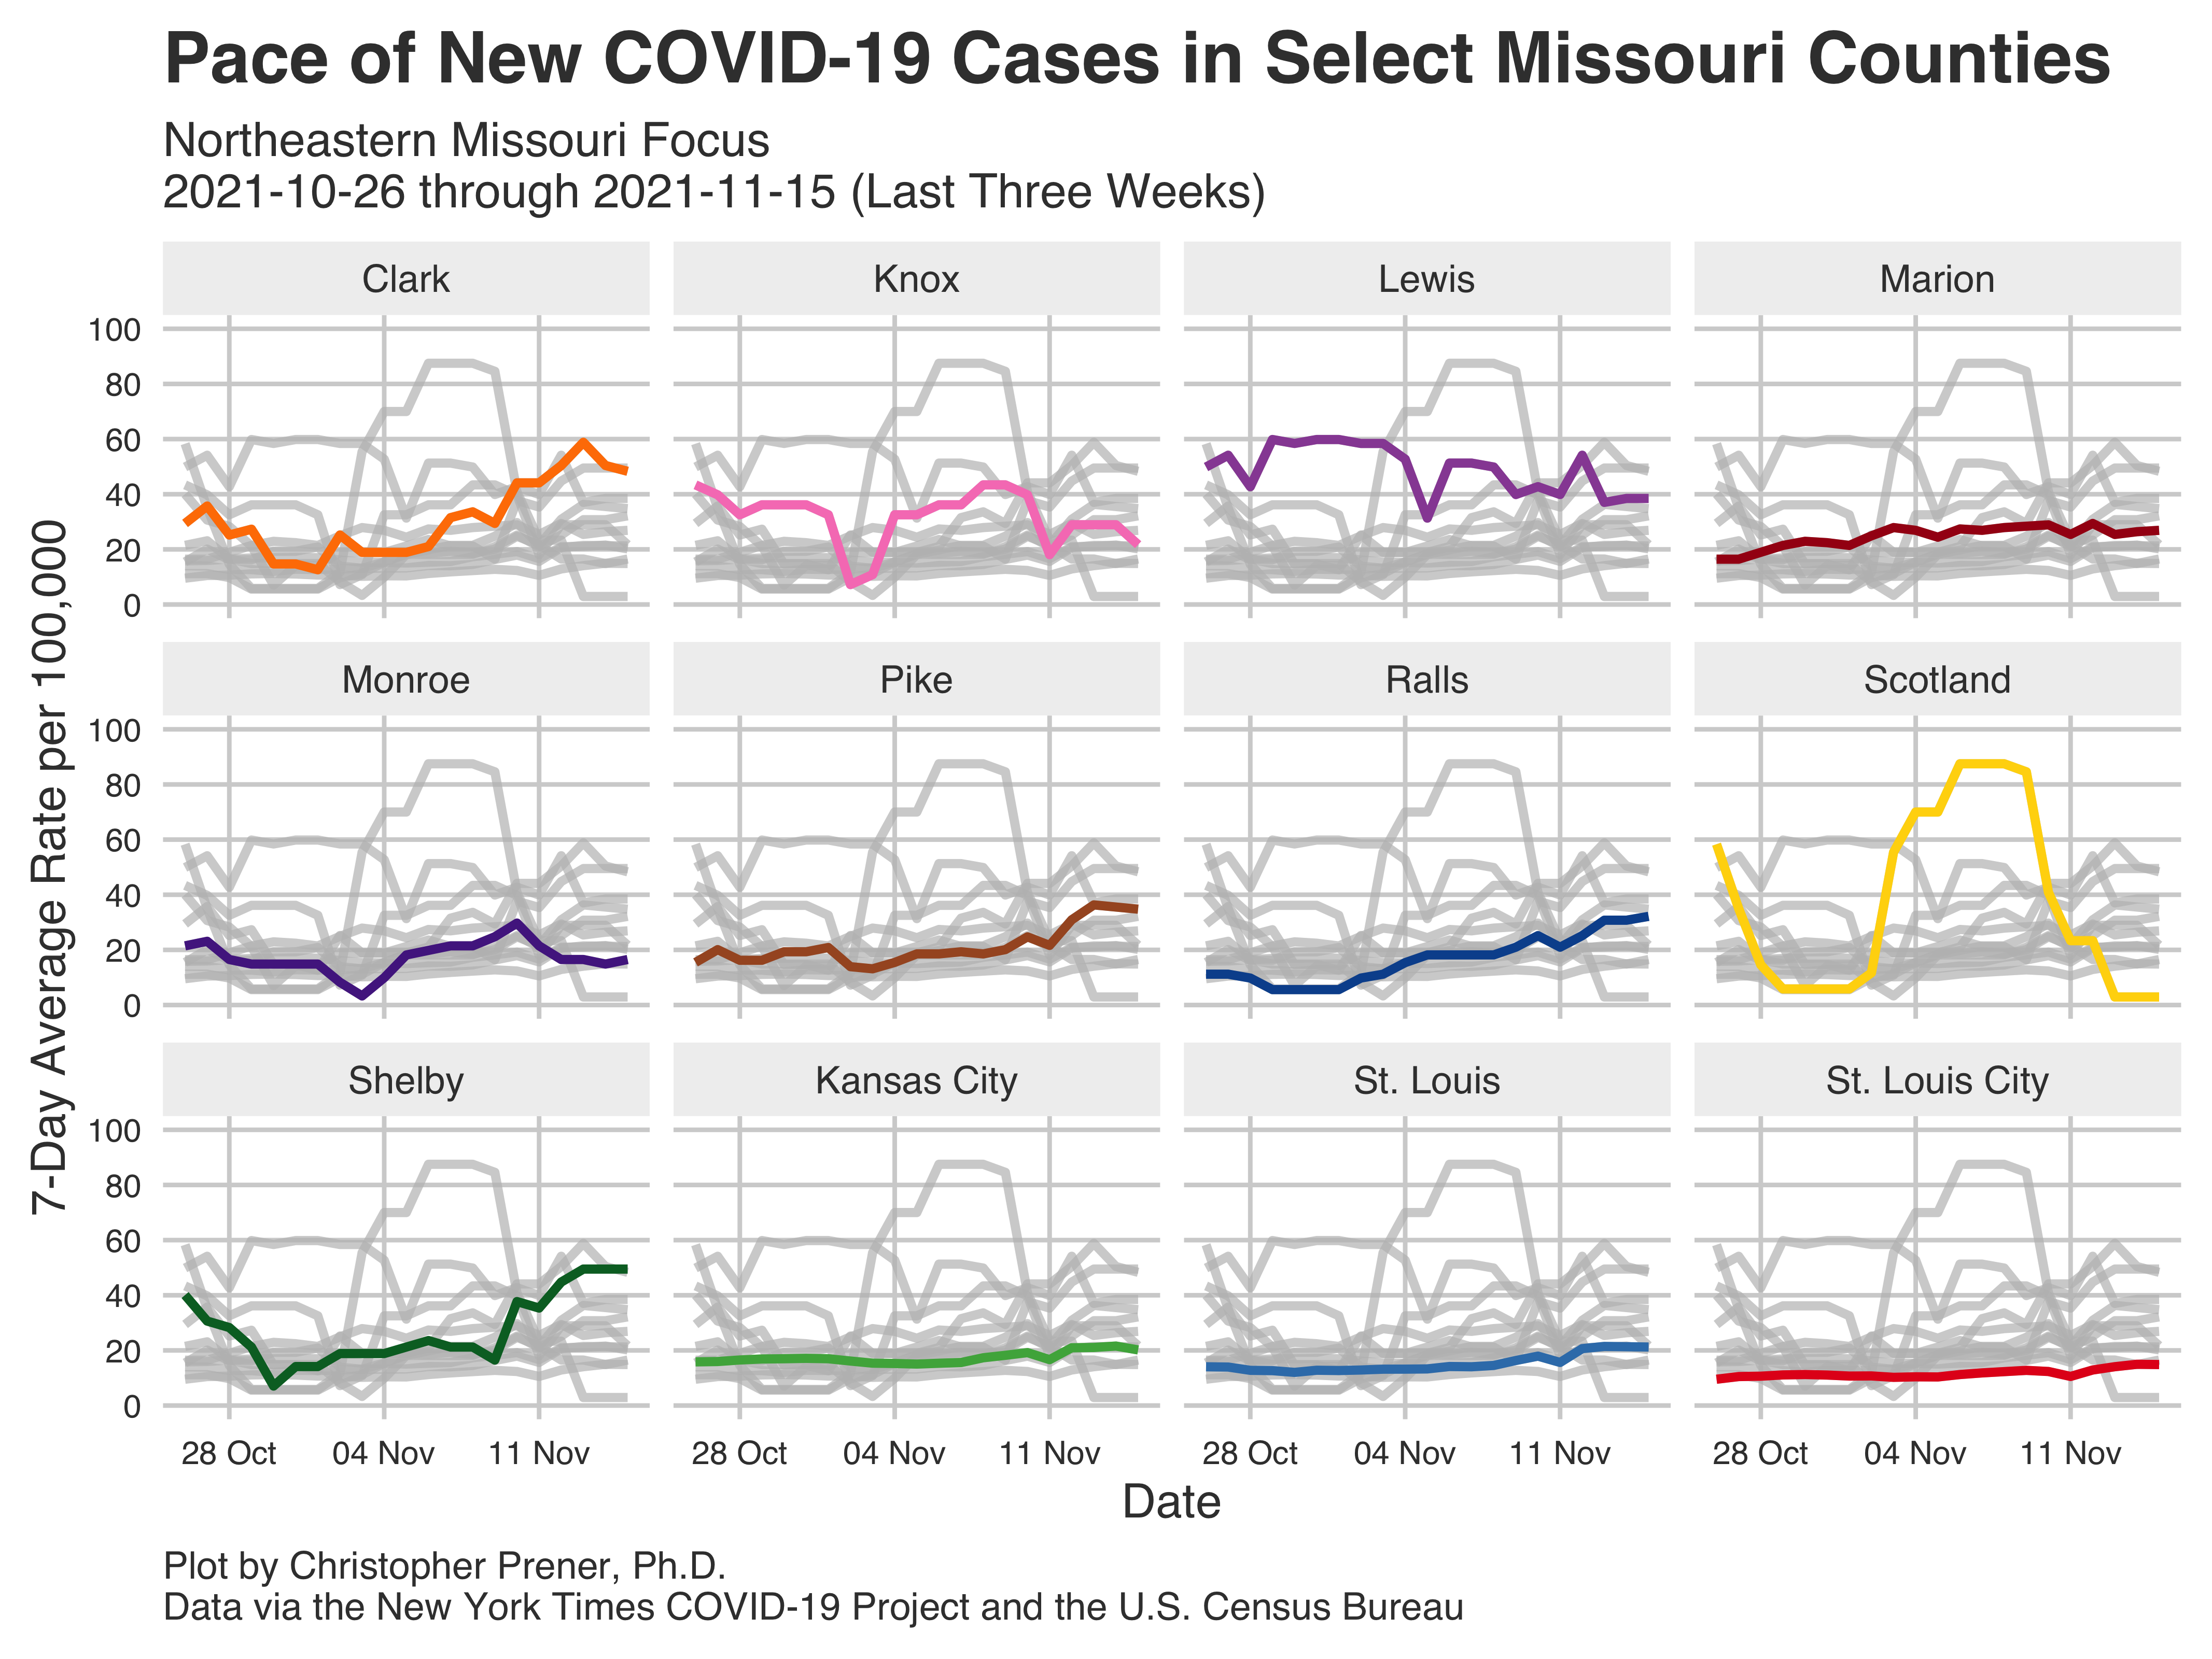 Pace of New COVID-19 Cases in Select Missouri Counties
Northeastern Missouri Focus
2021-10-26 through 2021-11-15 (Last Three Weeks)
Clark
Knox
Lewis
Marion
100
80
60
40
20
0
Monroe
Pike
Ralls
Scotland
100
80
60
40
20
0
Shelby
Kansas City
St. Louis
St. Louis City
100
80
60
40
20
0
28 Oct 04 Nov 11 Nov
28 Oct 04 Nov 11 Nov
28 Oct 04 Nov 11 Nov
28 Oct 04 Nov 11 Nov
7-Day Average Rate per 100,000
Date
Plot by Christopher Prener, Ph.D.
Data via the New York Times COVID-19 Project and the U.S. Census Bureau